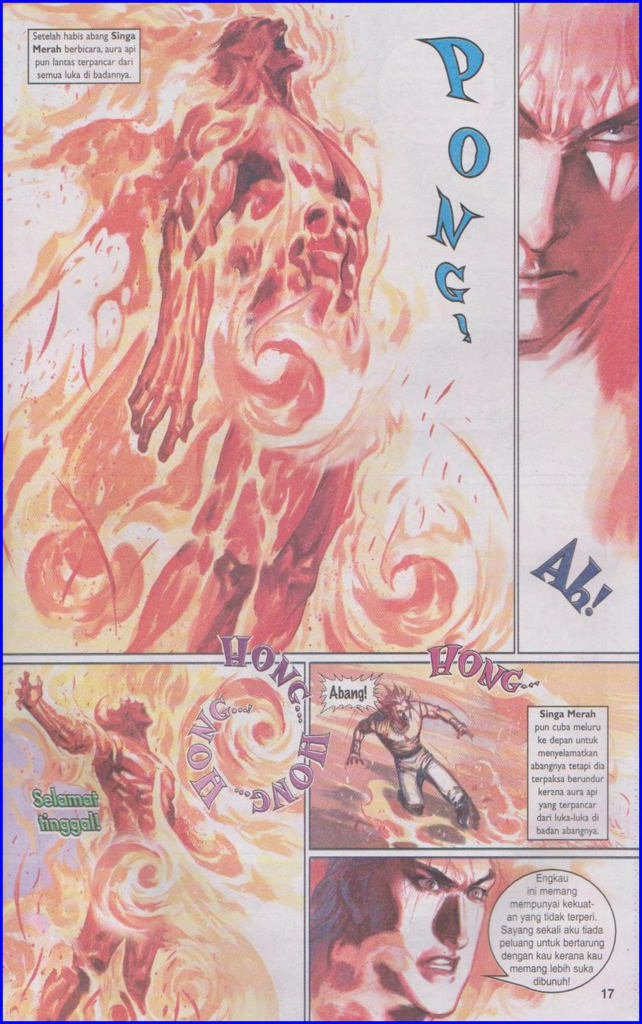 Setelah habis abang Singa
Merah berbicara, aura api
pun lantas terpancar dari
semua luka di badannya.
PONG!
Ah!
HONG...
HONG...
HONG...
HONG...
Selamat
tinggal!
HONG...
Abang!
Singa Merah
pun cuba meluru
ke depan untuk
menyelamatkan
abangnya tetapi dia
terpaksa berundur
kerana aura api
yang terpancar
dari luka-luka di
badan abangnya.
Engkau
ini memang
mempunyai kekuat-
an yang tidak terperi.
Sayang sekali aku tiada
peluang untuk bertarung
dengan kau kerana kau
memang lebih suka
dibunuh!
17